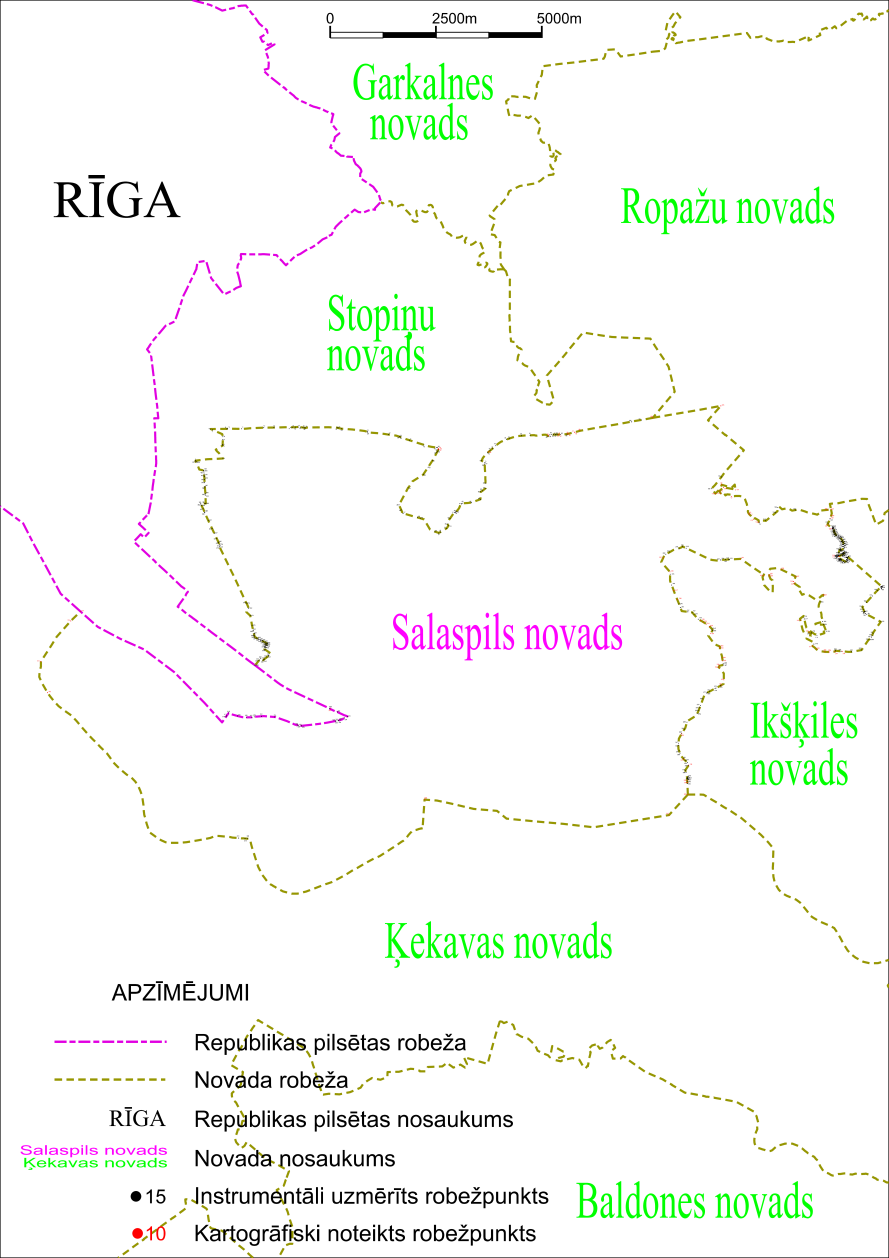 0 2500m 5000m
Garkalnes
novads
RĪGA
Ropažu novads
Stopiņu
novads
Salaspils novads
Ikšķiles
novads
Ķekavas novads
APZĪMĒJUMI
Republikas pilsētas robeža
Novada robeža
RĪGA Republikas pilsētas nosaukums
Salaspils novads
Ķekavas novads
Novada nosaukums
15 Instrumentāli uzmērīts robežpunkts
10 Kartogrāfiski noteikts robežpunkts
Baldones novads